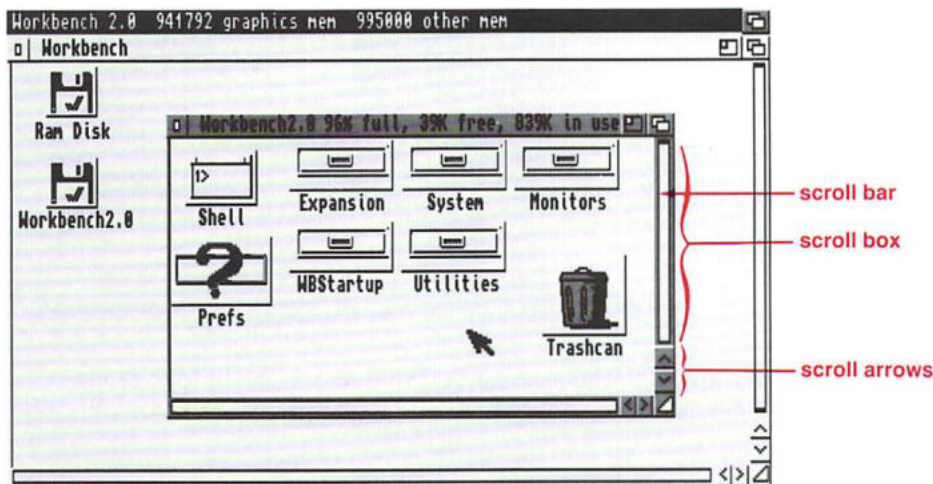 Workbench 2.0 941792 graphics mem 995000 other mem
Workbench
Ram Disk
Workbench2.0 96% full, 39K free, 839K in use
1>
Shell
Expansion
System
Monitors
scroll bar
Workbench2.0
scroll box
Prefs
WBStartup
Utilities
Trashcan
scroll arrows